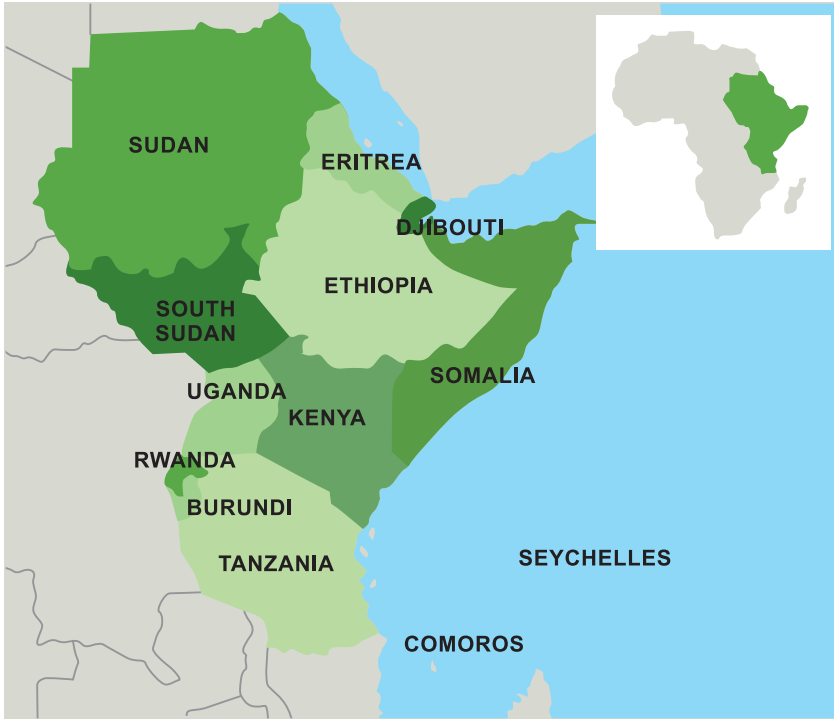 SUDAN
ERITREA
DJIBOUTI
ETHIOPIA
SOUTH
SUDAN
SOMALIA
UGANDA
KENYA
RWANDA
BURUNDI
TANZANIA
SEYCHELLES
COMOROS